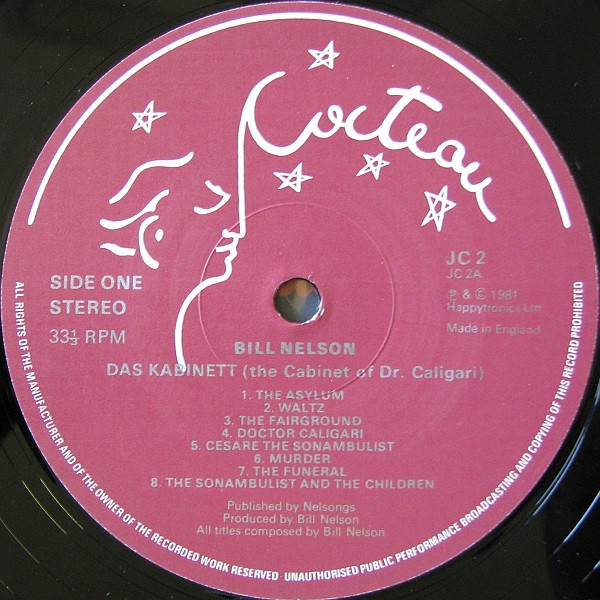 Cocteau
SIDE ONE
STEREO
33⅓ RPM
JC 2
JC 2A
℗ & © 1981
Happytronics Ltd
Made in England
BILL NELSON
DAS KABINETT (the Cabinet of Dr. Caligari)
1. THE ASYLUM
2. WALTZ
3. THE FAIRGROUND
4. DOCTOR CALIGARI
5. CESARE THE SONAMBULIST
6. MURDER
7. THE FUNERAL
8. THE SONAMBULIST AND THE CHILDREN
Published by Nelsongs
Produced by Bill Nelson
All titles composed by Bill Nelson
ALL RIGHTS OF THE MANUFACTURER AND OF THE OWNER OF THE RECORDED WORK RESERVED · UNAUTHORISED PUBLIC PERFORMANCE BROADCASTING AND COPYING OF THIS RECORD PROHIBITED